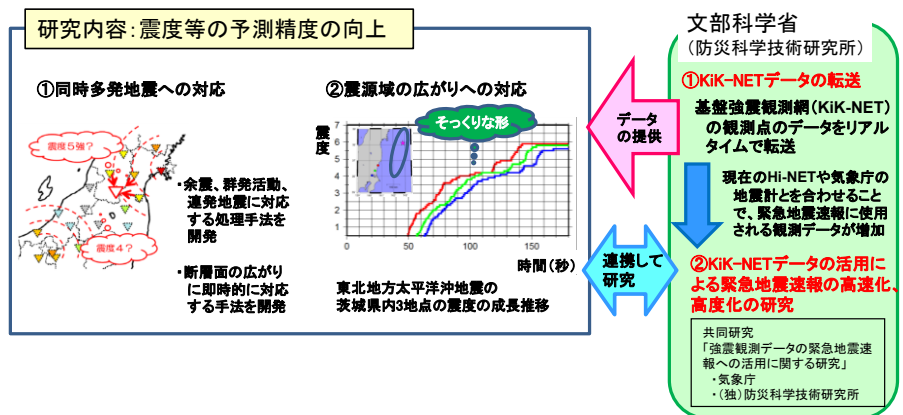 研究内容：震度等の予測精度の向上
①同時多発地震への対応
震度５強？
震度４？
・余震、群発活動、
連発地震に対応
する処理手法を
開発
・断層面の広がり
に即時的に対応
する手法を開発
②震源域の広がりへの対応
そっくりな形
震
度
7
6
5
4
3
2
1
0
50
100
150
時間（秒）
東北地方太平洋沖地震の
茨城県内3地点の震度の成長推移
データ
の提供
連携して
研究
文部科学省
（防災科学技術研究所）
①KiK-NETデータの転送
基盤強震観測網（KiK-NET）
の観測点のデータをリアル
タイムで転送
現在のHi-NETや気象庁の
地震計とを合わせること
で、緊急地震速報に使用
される観測データが増加
②KiK-NETデータの活用に
よる緊急地震速報の高速化、
高度化の研究
共同研究
「強震観測データの緊急地震速
報への活用に関する研究」
・気象庁
・（独）防災科学技術研究所